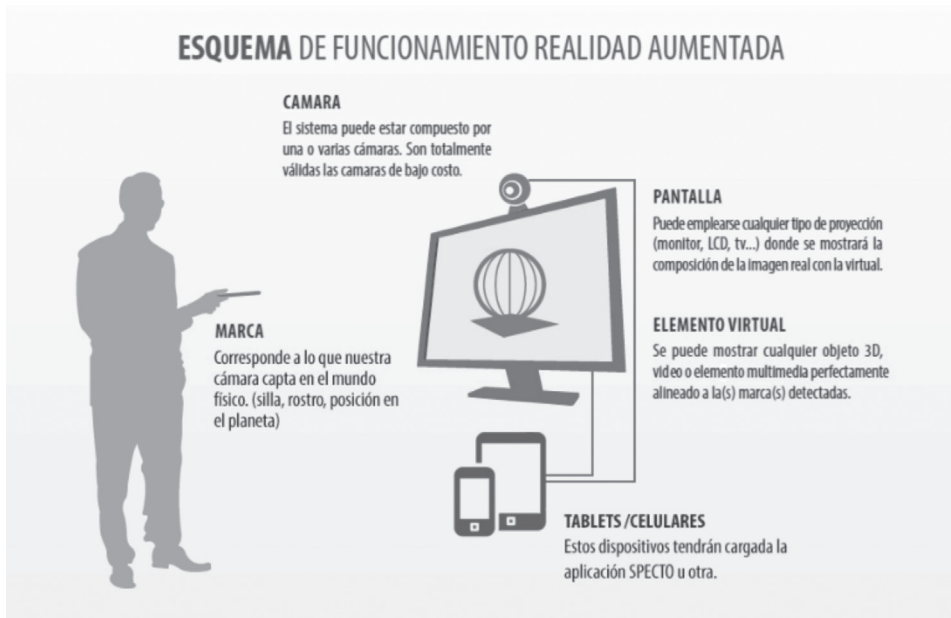 ESQUEMA DE FUNCIONAMIENTO REALIDAD AUMENTADA
CAMARA
El sistema puede estar compuesto por
una o varias cámaras. Son totalmente
válidas las camaras de bajo costo.
PANTALLA
Puede emplearse cualquier tipo de proyección
(monitor, LCD, tv...) donde se mostrará la
composición de la imagen real con la virtual.
MARCA
Corresponde a lo que nuestra
cámara capta en el mundo
físico. (silla, rostro, posición en
el planeta)
ELEMENTO VIRTUAL
Se puede mostrar cualquier objeto 3D,
video o elemento multimedia perfectamente
alineado a la(s) marca(s) detectadas.
TABLETS /CELULARES
Estos dispositivos tendrán cargada la
aplicación SPECTO u otra.